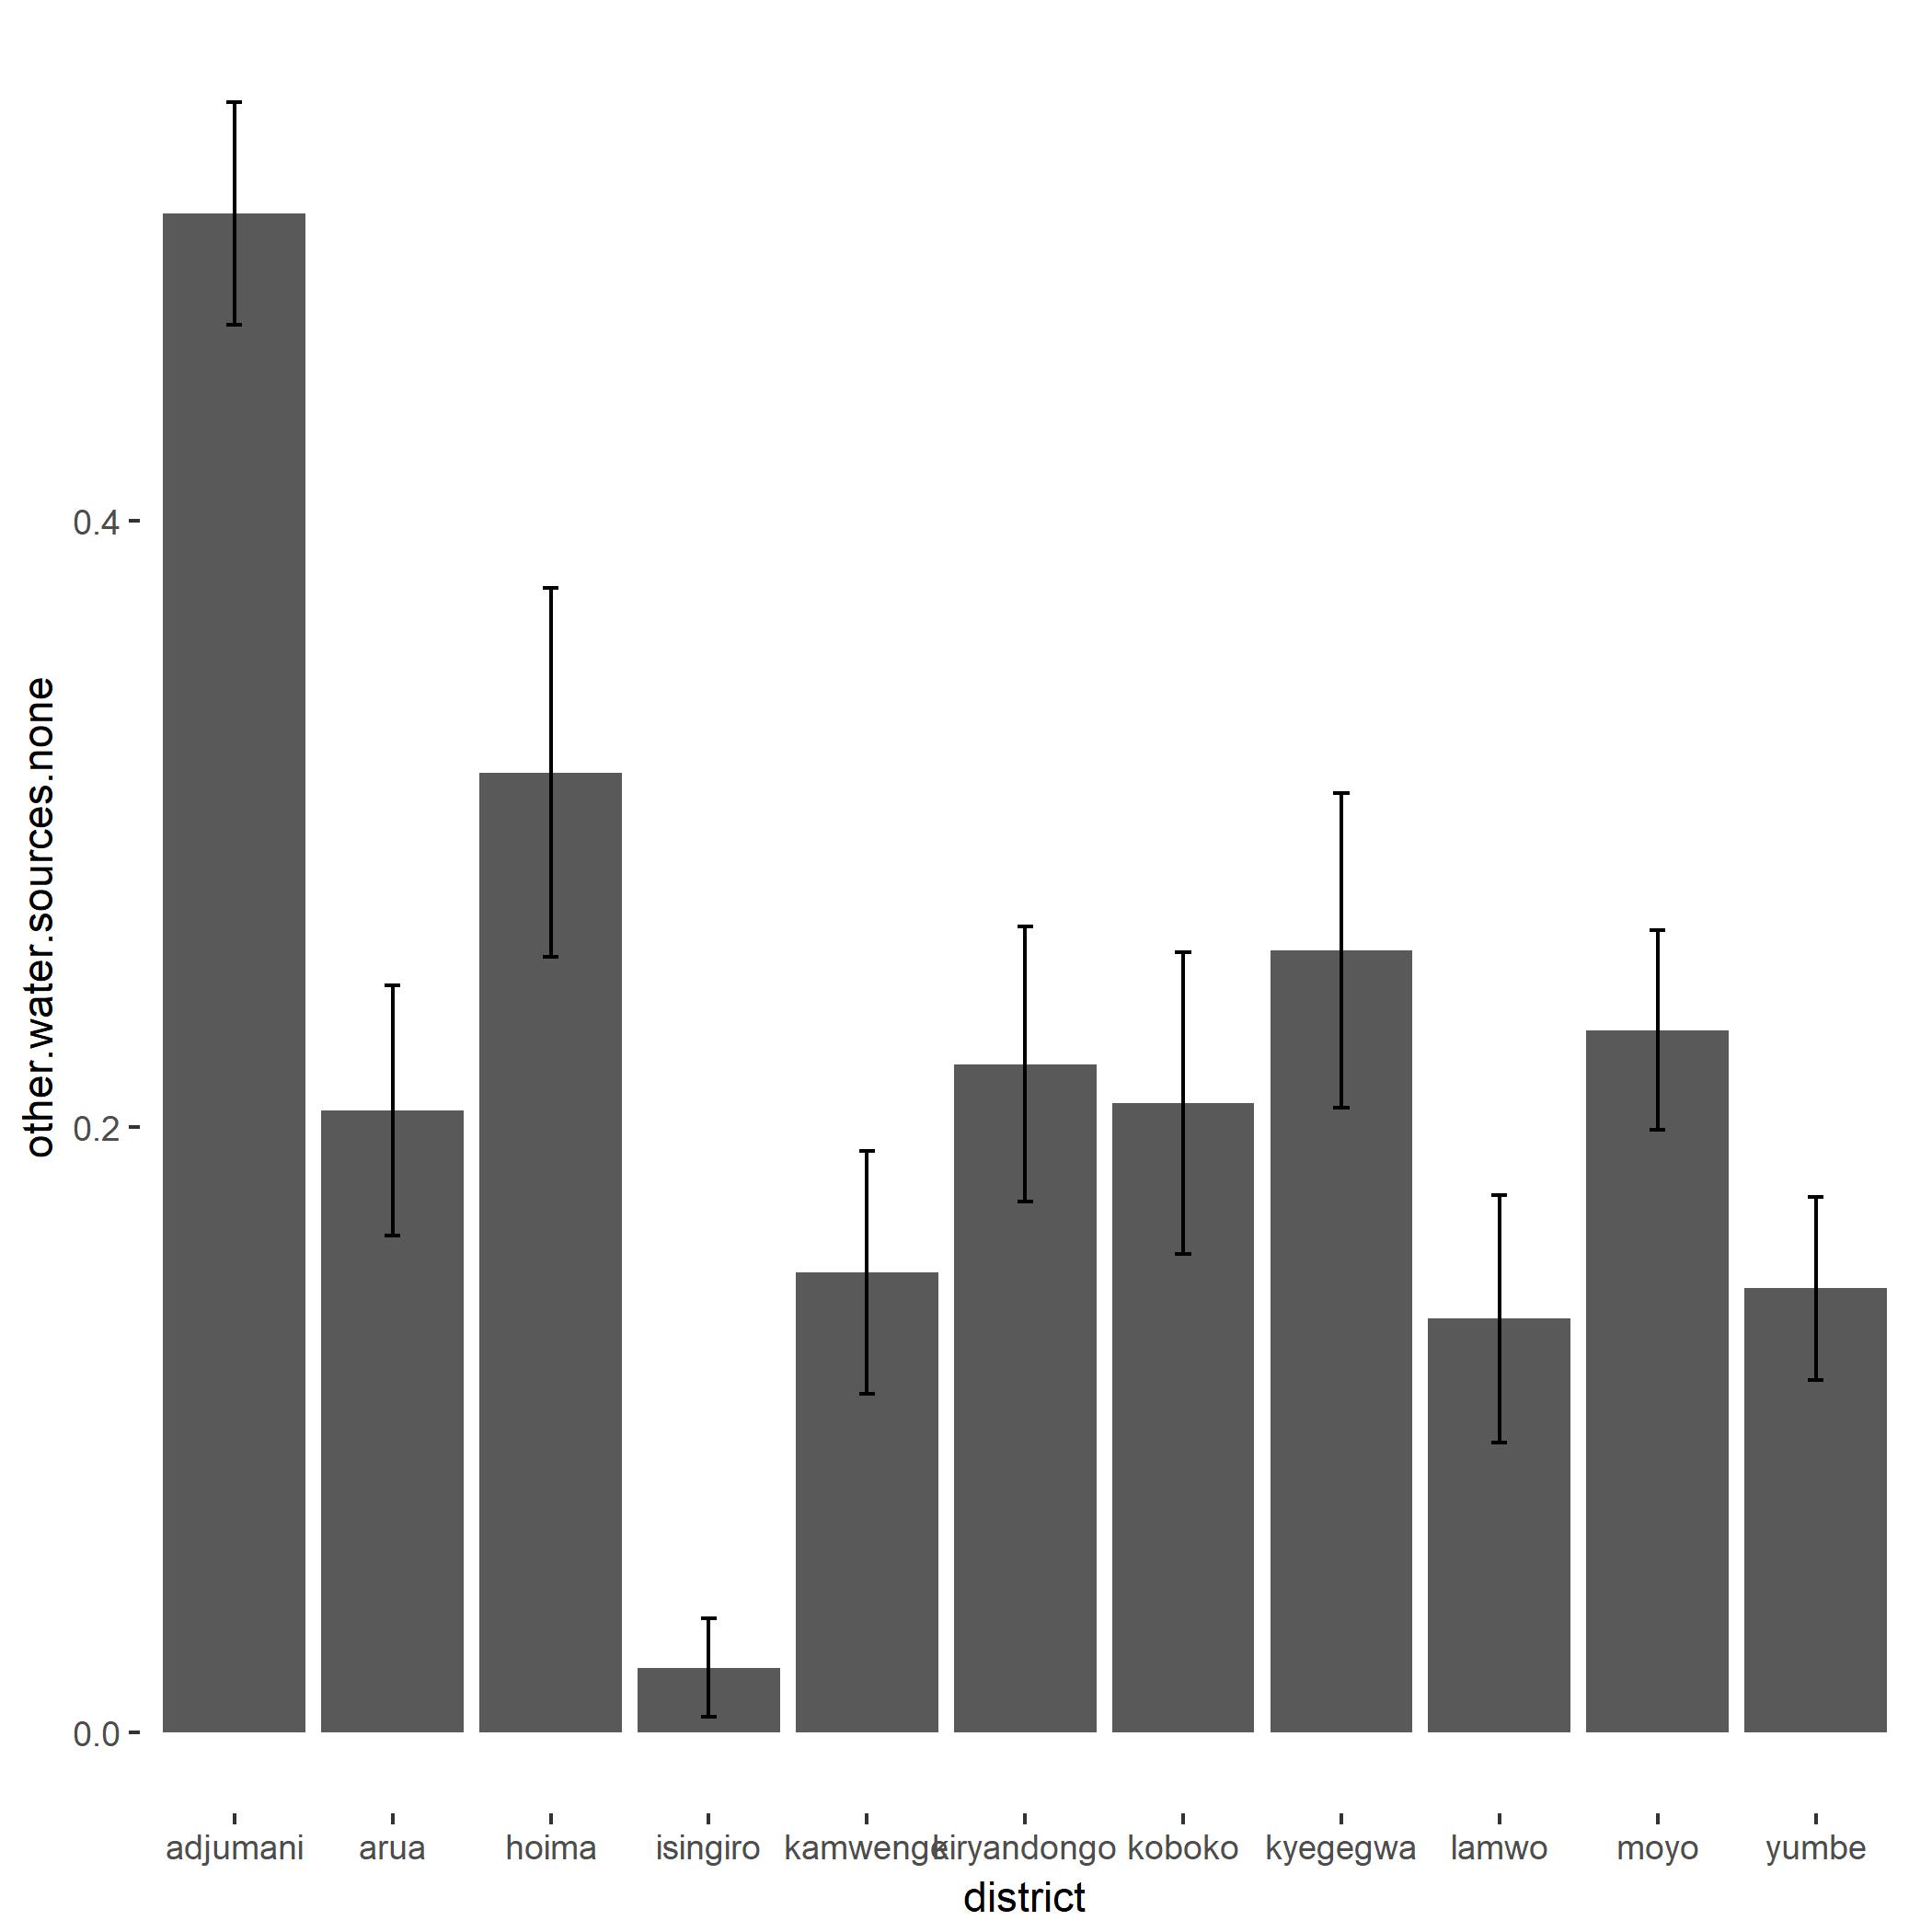 other.water.sources.none
0.4
0.2
0.0
adjumani arua hoima isingiro kamwenge kiryandongo koboko kyegegwa lamwo moyo yumbe
district